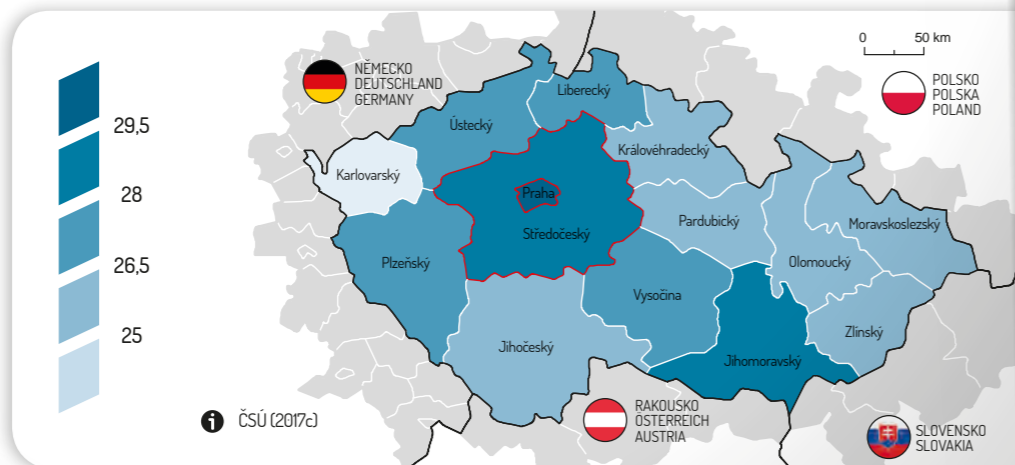 0 50 km
NĚMECKO
DEUTSCHLAND
GERMANY
POLSKO
POLSKA
POLAND
29,5
28
26,5
25
Liberecký
Ústecký
Královéhradecký
Karlovarský
Praha
Pardubický
Moravskoslezský
Středočeský
Plzeňský
Olomoucký
Vysočina
Zlínský
Jihočeský
Jihomoravský
i ČSÚ (2017c)
RAKOUSKO
ÖSTERREICH
AUSTRIA
SLOVENSKO
SLOVAKIA